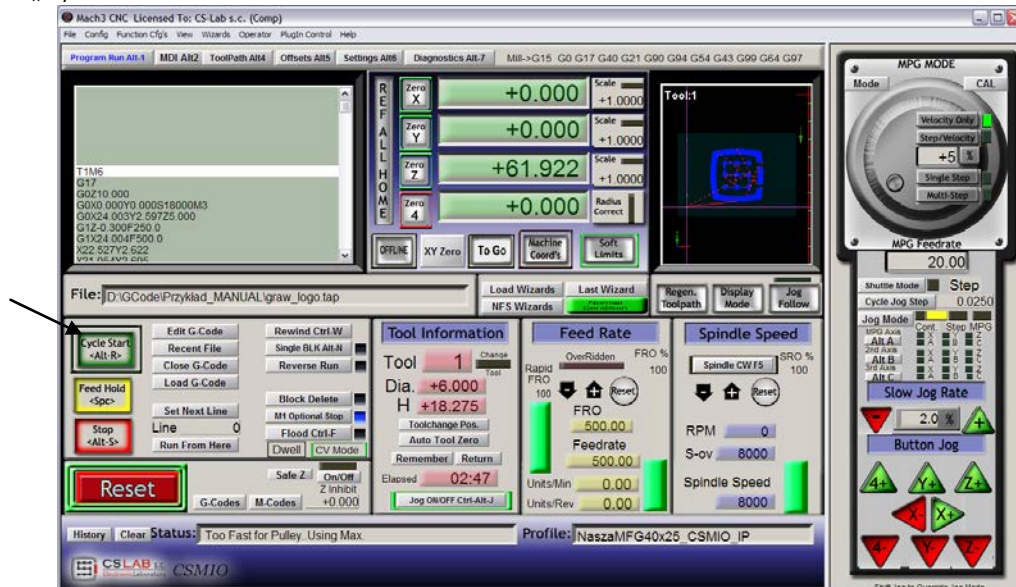 Mach3 CNC Licensed To: CS-Lab s.c. (Comp)
File Config Function Cfg's View Wizards Operator PlugIn Control Help
Program Run Alt-1 MDI Alt2 ToolPath Alt4 Offsets Alt5 Settings Alt6 Diagnostics Alt-7 Mill->G15 G0 G17 G40 G21 G90 G94 G54 G43 G99 G64 G97
T1M6
G17
G0Z10.000
G0X0.000Y0.000S18000M3
G0X24.003Y2.597Z5.000
G1Z-0.300F250.0
G1X24.004F500.0
X22.527Y2.622
REF ALL HOME
Zero X +0.000 Scale +1.0000
Zero Y +0.000 Scale +1.0000
Zero Z +61.922 Scale +1.0000
Zero 4 +0.000 Radius Correct
OFFLINE XY Zero To Go Machine Coord's Soft Limits
Tool:1
File: D:\GCode\Przykład_MANUAL\graw_logo.tap
Load Wizards Last Wizard
NFS Wizards
Regen. Toolpath Display Mode Jog Follow
Cycle Start <Alt-R>
Feed Hold <Spc>
Stop <Alt-S>
Edit G-Code Rewind Ctrl-W
Recent File Single BLK Alt-N
Close G-Code Reverse Run
Load G-Code
Block Delete
Set Next Line M1 Optional Stop
Line 0 Flood Ctrl-F
Run From Here Dwell CV Mode
Reset
G-Codes M-Codes
Safe Z On/Off
Z Inhibit
+0.000
Tool Information
Tool 1 Change Tool
Dia. +6.000
H +18.275
Toolchange Pos.
Auto Tool Zero
Remember Return
Elapsed 02:47
Jog ON/OFF Ctrl-Alt-J
Feed Rate
OverRidden FRO %
Rapid FRO 100 Reset 100
FRO
500.00
Feedrate
500.00
Units/Min 0.00
Units/Rev 0.00
Spindle Speed
Spindle CW F5 SRO %
100
Reset
RPM 0
S-ov 8000
Spindle Speed
8000
History Clear Status: Too Fast for Pulley..Using Max. Profile: NaszaMFG40x25_CSMIO_IP
CSLAB s.c. CSMIO
MPG MODE
Mode CAL
Velocity Only
Step/Velocity
+5 %
Single Step
Multi-Step
MPG Feedrate
20.00
Shuttle Mode Step
Cycle Jog Step 0.0250
Jog Mode Cont. Step MPG
MPG Axis
Alt A X Y Z A B C
2nd Axis
Alt B X Y Z A B C
3rd Axis
Alt C X Y Z A B C
Slow Jog Rate
- 2.0 % +
Button Jog
4+ Y+ Z+
X- X+
4- Y- Z-